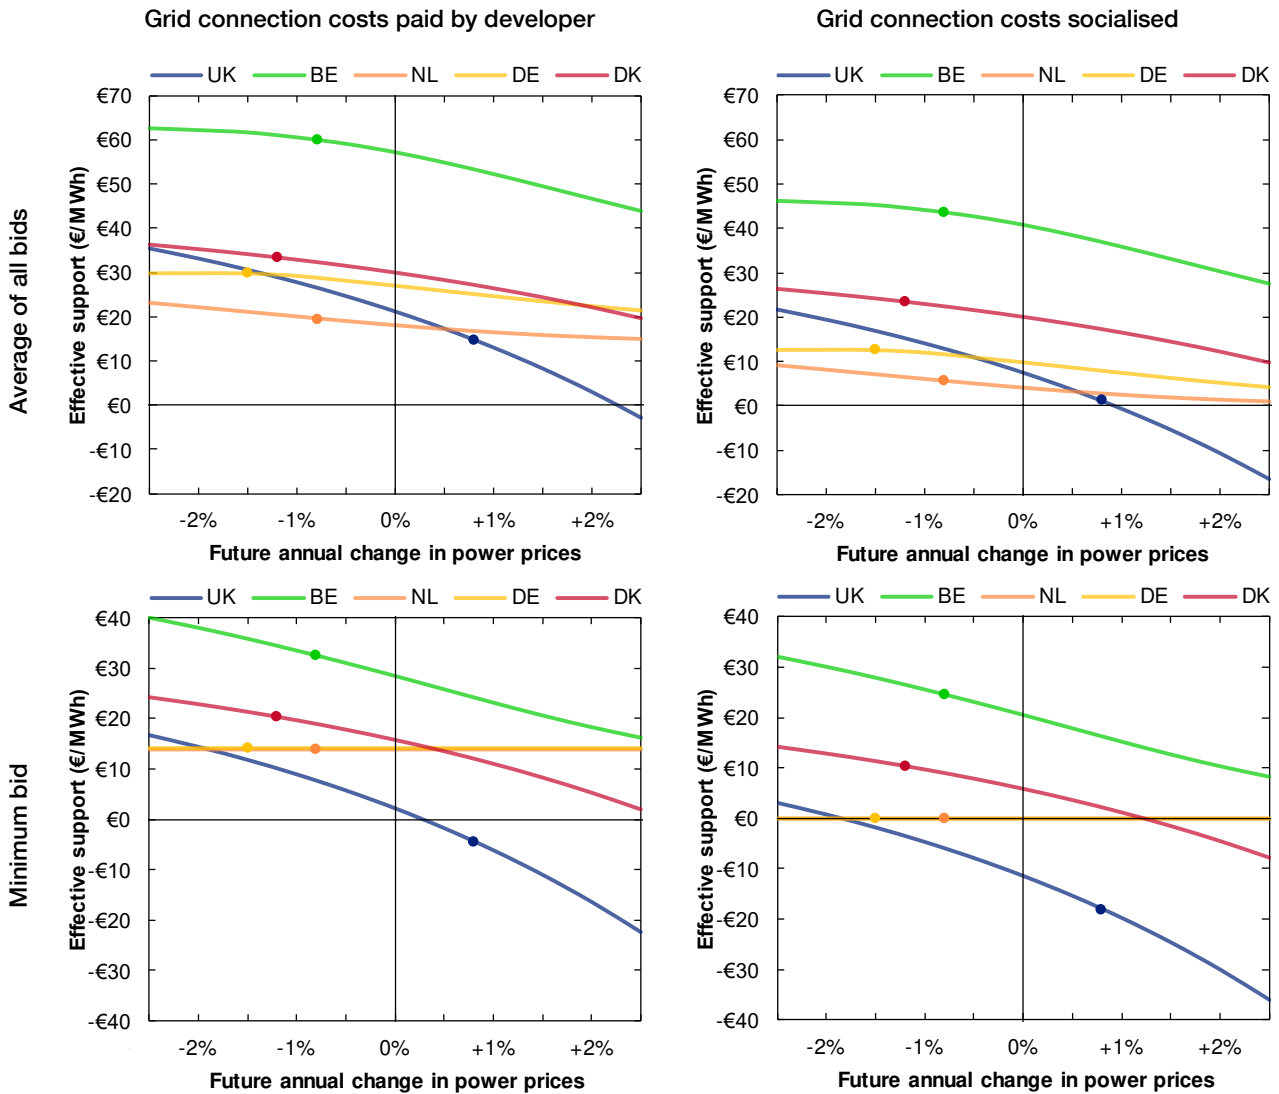 Grid connection costs paid by developer
Grid connection costs socialised
Average of all bids
UK BE NL DE DK
Effective support (€/MWh)
€70
€60
€50
€40
€30
€20
€10
€0
-€10
-€20
-2% -1% 0% +1% +2%
Future annual change in power prices
UK BE NL DE DK
Effective support (€/MWh)
€70
€60
€50
€40
€30
€20
€10
€0
-€10
-€20
-2% -1% 0% +1% +2%
Future annual change in power prices
Minimum bid
UK BE NL DE DK
Effective support (€/MWh)
€40
€30
€20
€10
€0
-€10
-€20
-€30
-€40
-2% -1% 0% +1% +2%
Future annual change in power prices
UK BE NL DE DK
Effective support (€/MWh)
€40
€30
€20
€10
€0
-€10
-€20
-€30
-€40
-2% -1% 0% +1% +2%
Future annual change in power prices